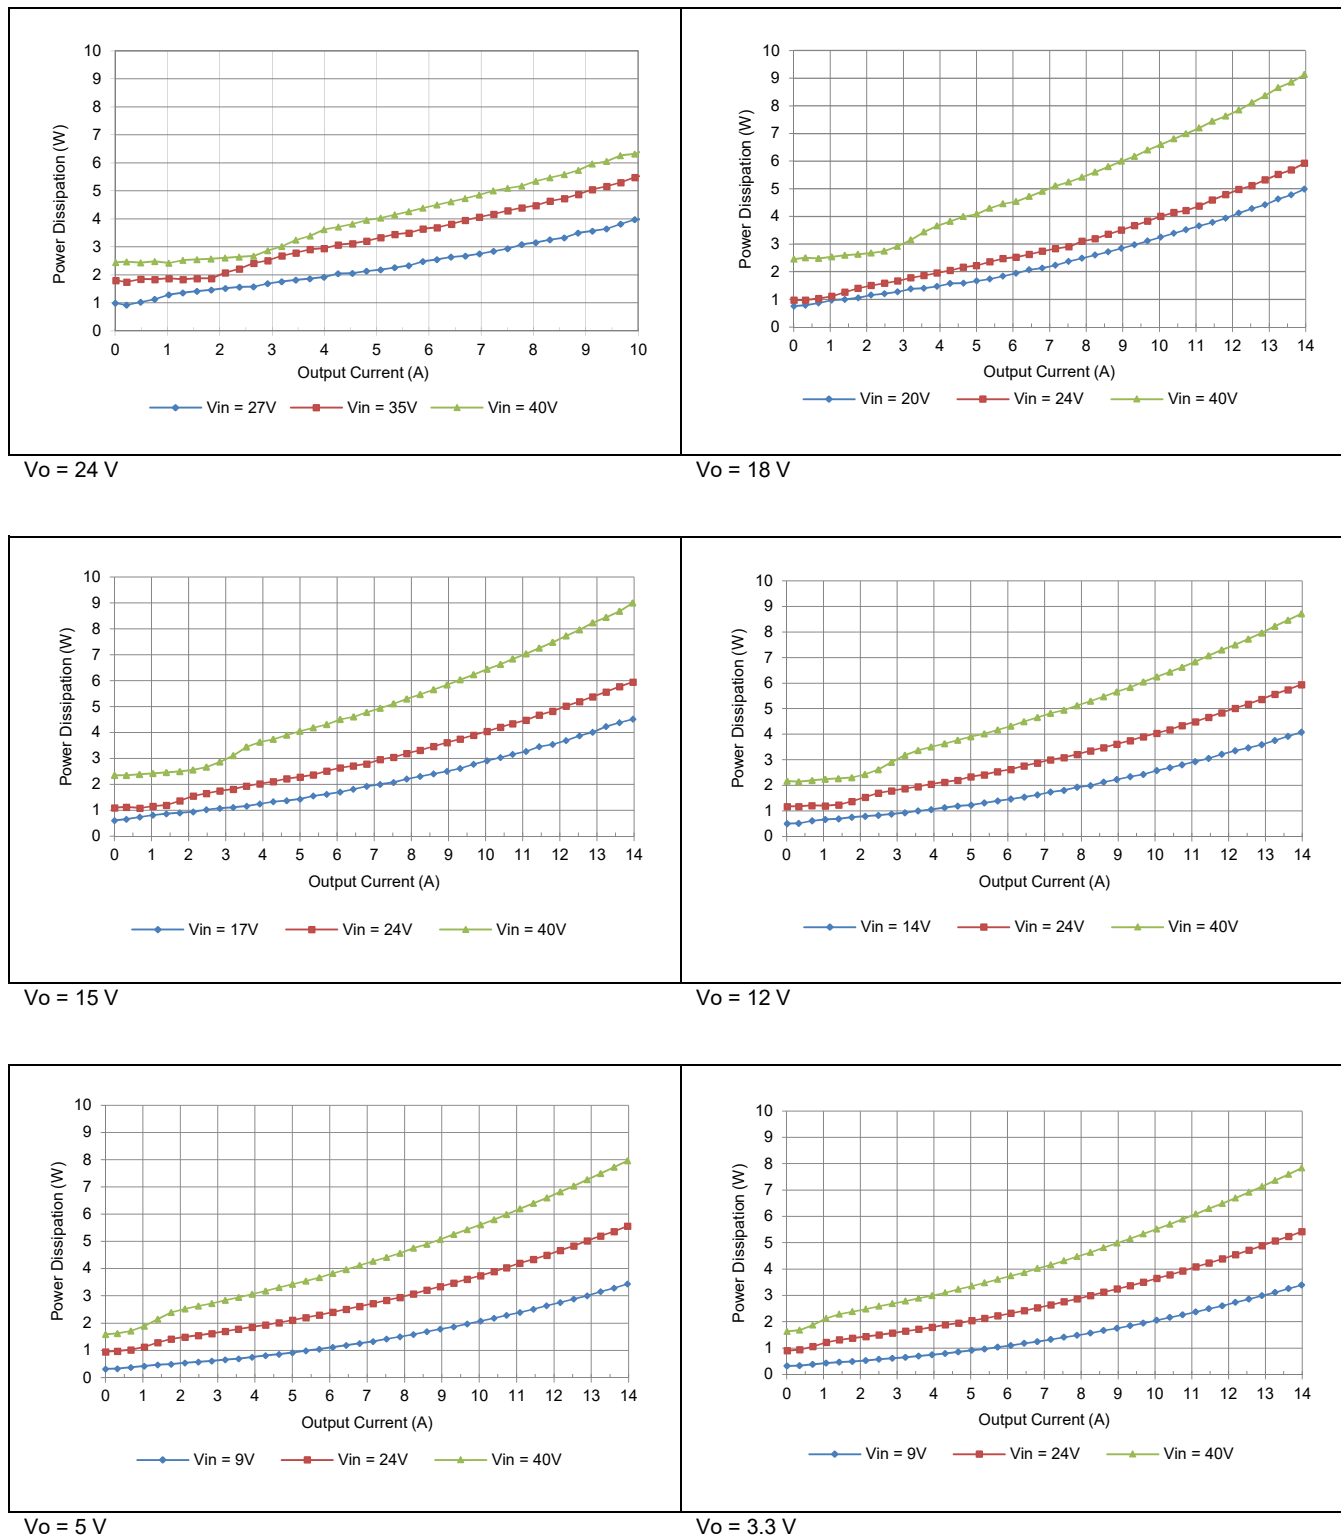 Power Dissipation (W)
10
9
8
7
6
5
4
3
2
1
0
0 1 2 3 4 5 6 7 8 9 10
Output Current (A)
Vin = 27V Vin = 35V Vin = 40V
Vo = 24 V
Power Dissipation (W)
10
9
8
7
6
5
4
3
2
1
0
0 1 2 3 4 5 6 7 8 9 10 11 12 13 14
Output Current (A)
Vin = 20V Vin = 24V Vin = 40V
Vo = 18 V
Power Dissipation (W)
10
9
8
7
6
5
4
3
2
1
0
0 1 2 3 4 5 6 7 8 9 10 11 12 13 14
Output Current (A)
Vin = 17V Vin = 24V Vin = 40V
Vo = 15 V
Power Dissipation (W)
10
9
8
7
6
5
4
3
2
1
0
0 1 2 3 4 5 6 7 8 9 10 11 12 13 14
Output Current (A)
Vin = 14V Vin = 24V Vin = 40V
Vo = 12 V
Power Dissipation (W)
10
9
8
7
6
5
4
3
2
1
0
0 1 2 3 4 5 6 7 8 9 10 11 12 13 14
Output Current (A)
Vin = 9V Vin = 24V Vin = 40V
Vo = 5 V
Power Dissipation (W)
10
9
8
7
6
5
4
3
2
1
0
0 1 2 3 4 5 6 7 8 9 10 11 12 13 14
Output Current (A)
Vin = 9V Vin = 24V Vin = 40V
Vo = 3.3 V